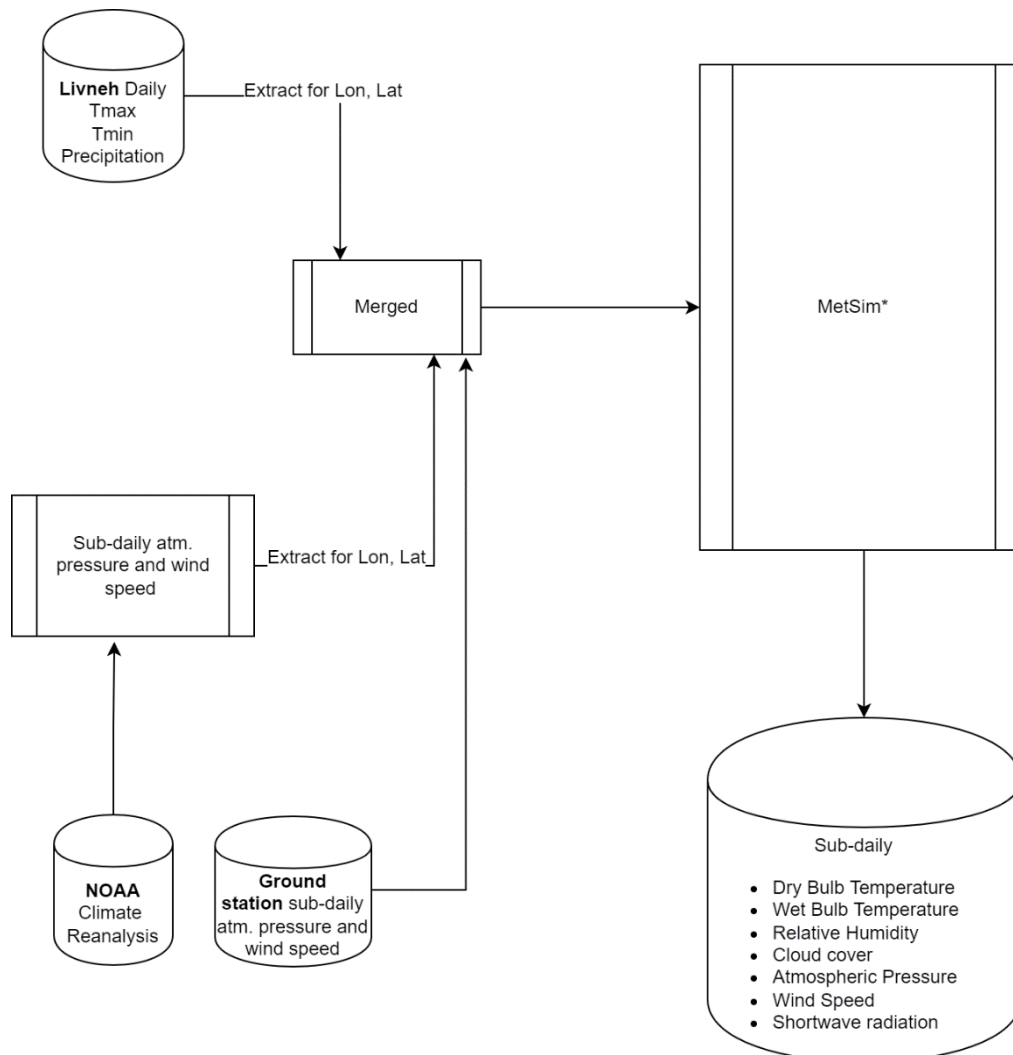 Livneh Daily
Tmax
Tmin
Precipitation
Extract for Lon, Lat
Merged
MetSim*
Sub-daily atm.
pressure and wind
speed
Extract for Lon, Lat
NOAA
Climate
Reanalysis
Ground
station sub-daily
atm. pressure and
wind speed
Sub-daily
• Dry Bulb Temperature
• Wet Bulb Temperature
• Relative Humidity
• Cloud cover
• Atmospheric Pressure
• Wind Speed
• Shortwave radiation